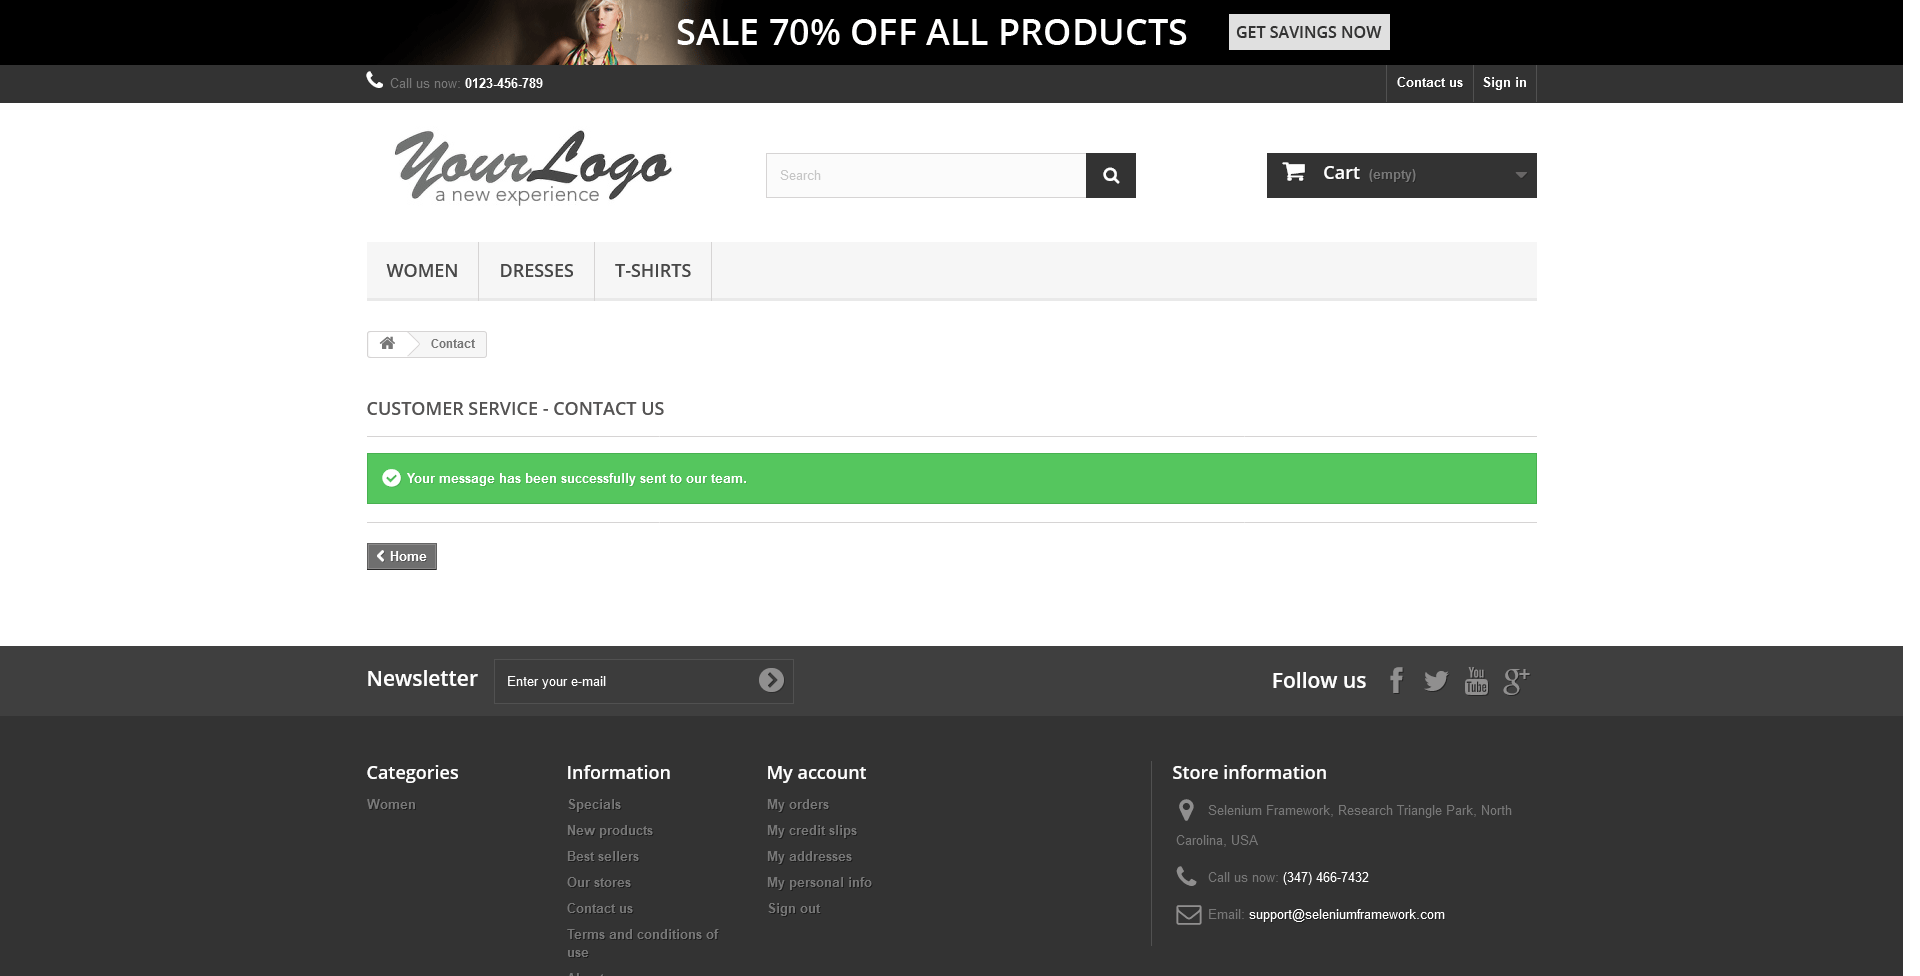 SALE 70% OFF ALL PRODUCTS GET SAVINGS NOW
Call us now: 0123-456-789 Contact us Sign in
YourLogo
a new experience
Search
Cart (empty)
WOMEN DRESSES T-SHIRTS
Contact
CUSTOMER SERVICE - CONTACT US
Your message has been successfully sent to our team.
Home
Newsletter Enter your e-mail
Follow us
You
Tube
g+
Categories
Women
Information
Specials
New products
Best sellers
Our stores
Contact us
Terms and conditions of
use
My account
My orders
My credit slips
My addresses
My personal info
Sign out
Store information
Selenium Framework, Research Triangle Park, North
Carolina, USA
Call us now: (347) 466-7432
Email: support@seleniumframework.com